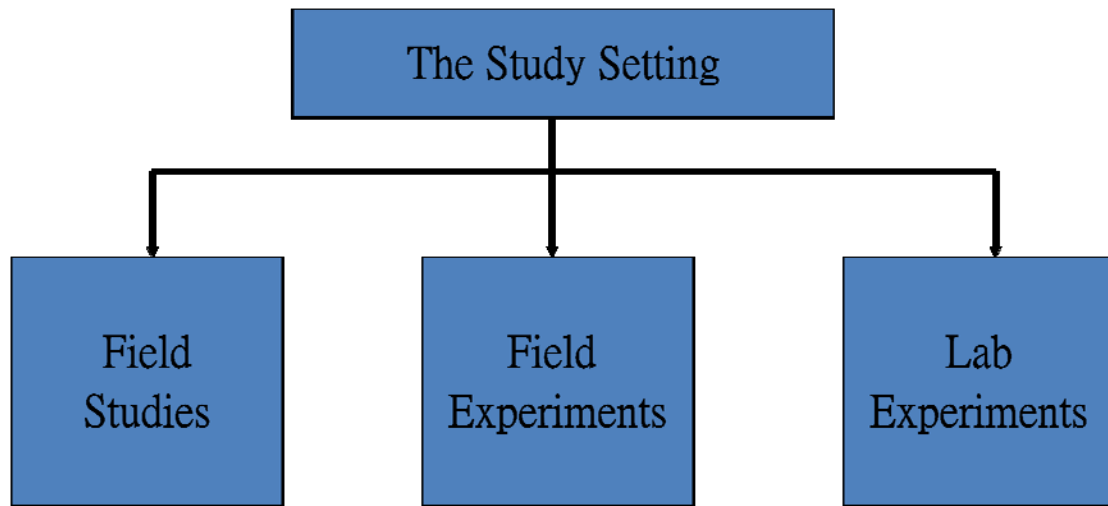 The Study Setting
Field
Studies
Field
Experiments
Lab
Experiments